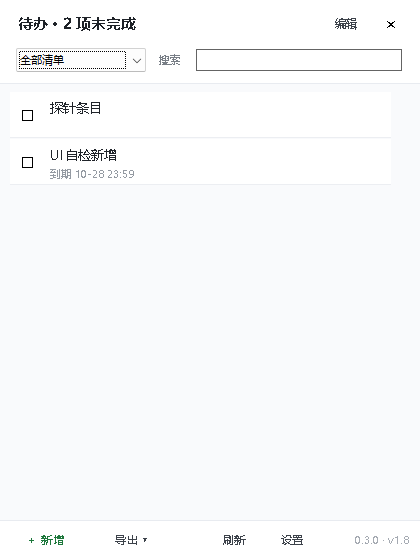 待办 · 2 项未完成 编辑 ×
全部清单 搜索
探针条目
UI 自检新增
到期 10-28 23:59
+ 新增 导出 ▾ 刷新 设置 0.3.0 · v1.8